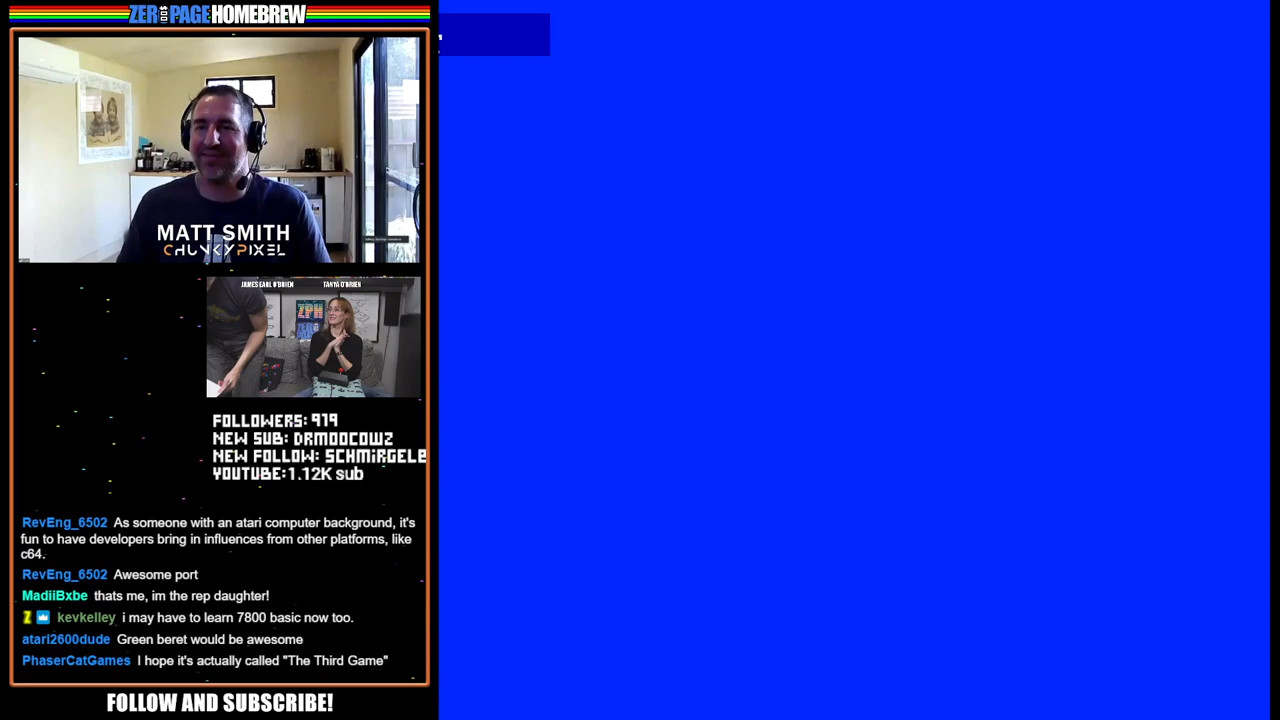 ZERO PAGE HOMEBREW
MATT SMITH
CHUNKYPIXEL
JAMES EARL O'BRIEN
TANYA O'BRIEN
ZPH
FOLLOWERS: 919
NEW SUB: DRMOOCOWZ
NEW FOLLOW: SCHMIRGELB
YOUTUBE: 1.12K sub
RevEng_6502 As someone with an atari computer background, it's
fun to have developers bring in influences from other platforms, like
c64.
RevEng_6502 Awesome port
MadiiBxbe thats me, im the rep daughter!
Z kevkelley i may have to learn 7800 basic now too.
atari2600dude Green beret would be awesome
PhaserCatGames I hope it's actually called "The Third Game"
FOLLOW AND SUBSCRIBE!